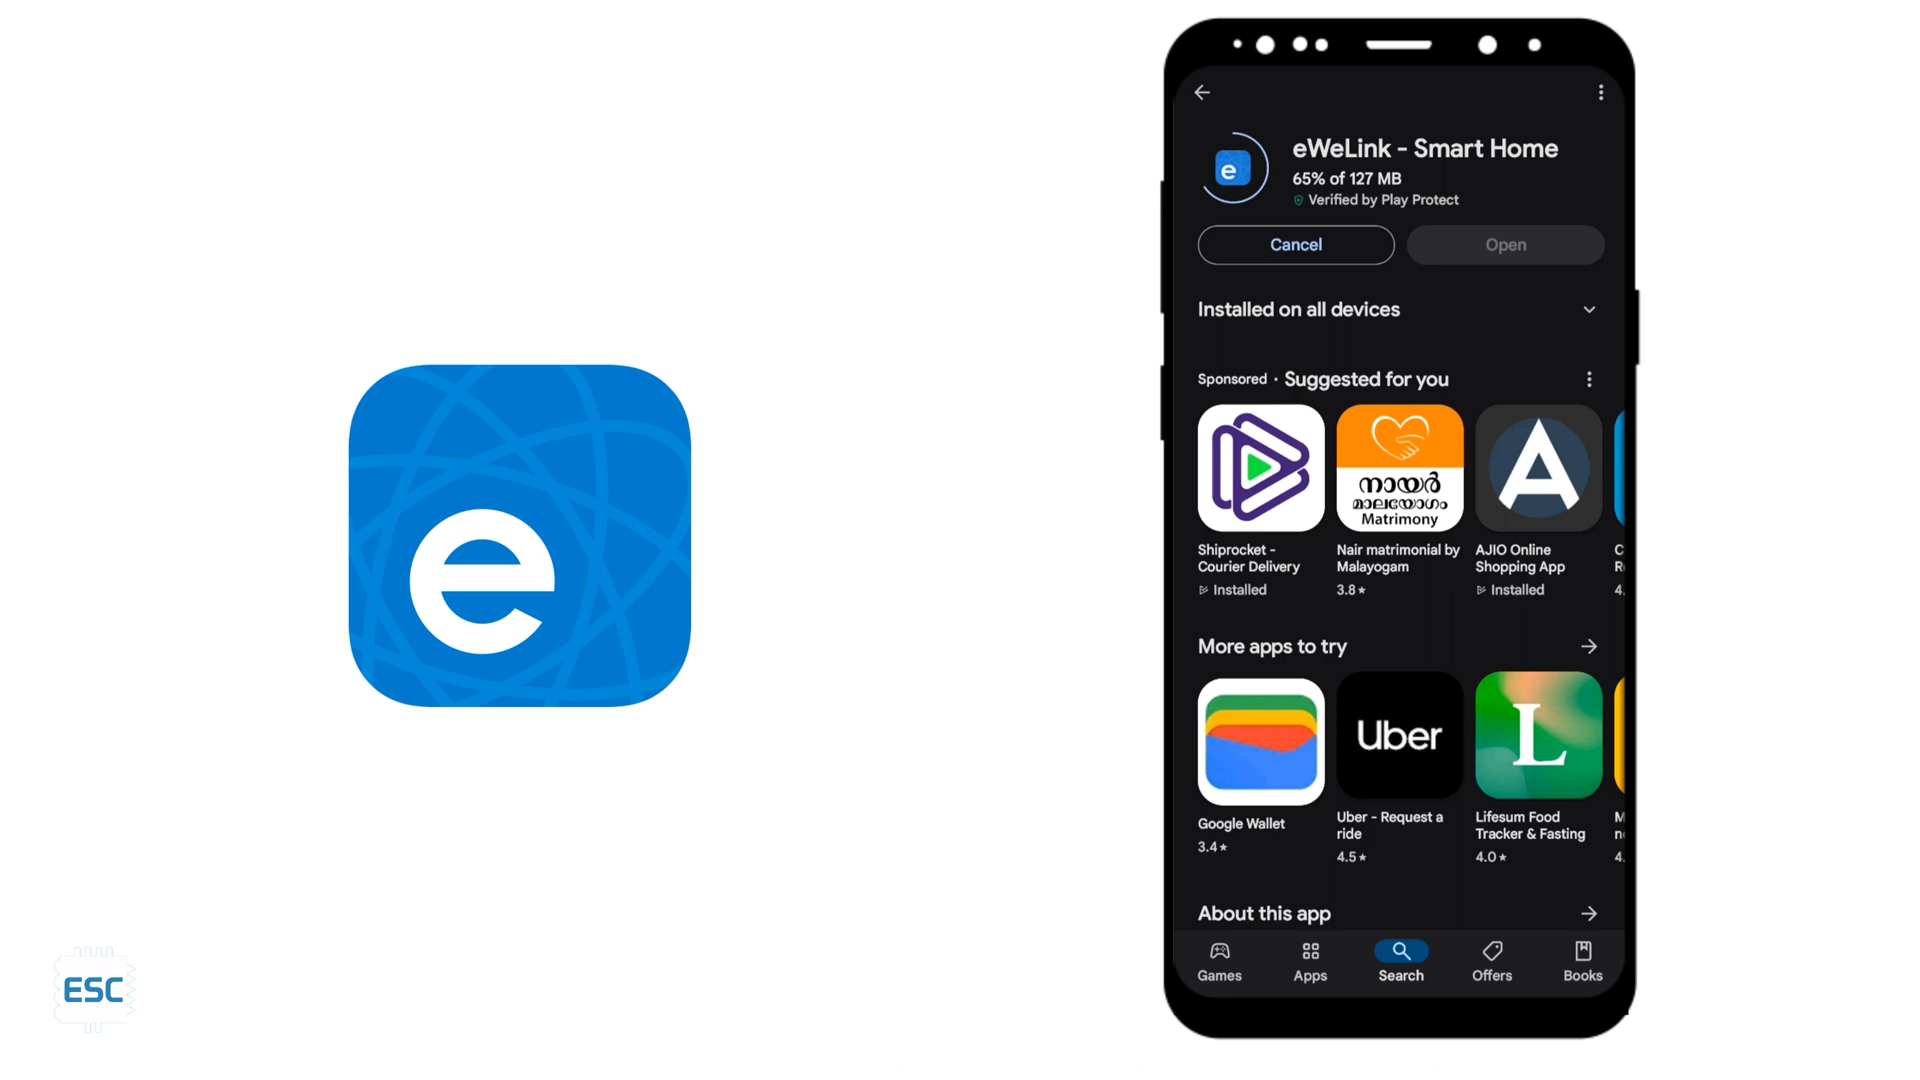 e
ESC
eWeLink - Smart Home
e
65% of 127 MB
Verified by Play Protect
Cancel
Open
Installed on all devices
Sponsored · Suggested for you
നായർ
മാലയോഗം
Matrimony
A
Shiprocket -
Courier Delivery
Installed
Nair matrimonial by
Malayogam
3.8★
AJIO Online
Shopping App
Installed
C
R
4.
More apps to try
Uber
L
Google Wallet
3.4★
Uber - Request a
ride
4.5★
Lifesum Food
Tracker & Fasting
4.0★
M
4.
About this app
Games
Apps
Search
Offers
Books